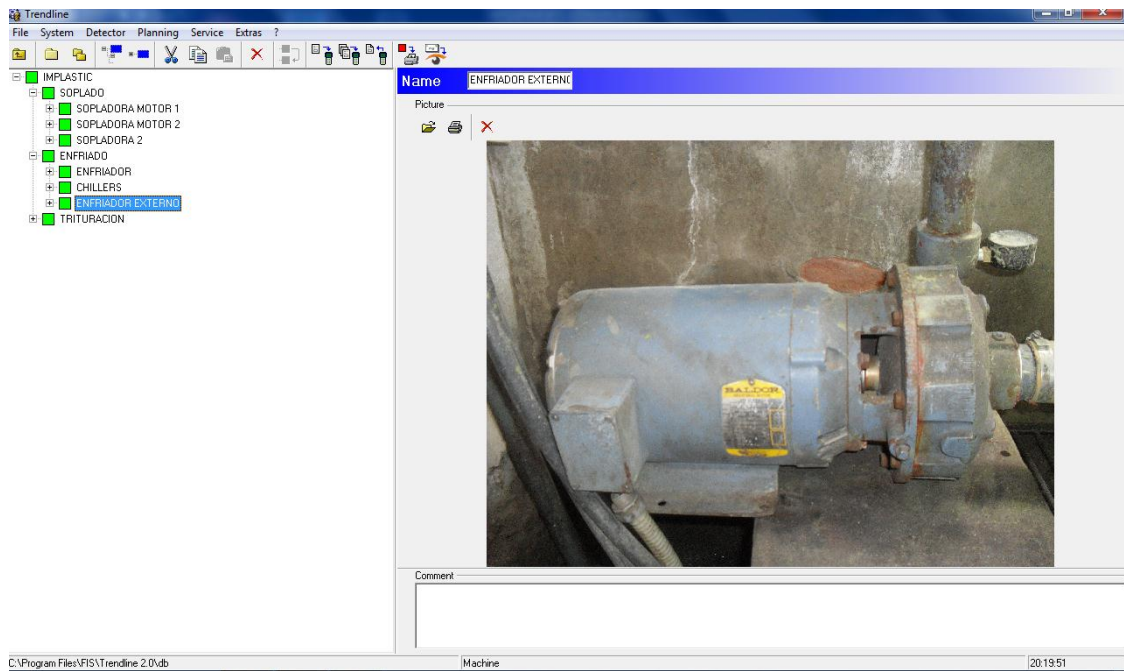 Trendline
File System Detector Planning Service Extras ?
IMPLASTIC
SOPLADO
SOPLADORA MOTOR 1
SOPLADORA MOTOR 2
SOPLADORA 2
ENFRIADO
ENFRIADOR
CHILLERS
ENFRIADOR EXTERNO
TRITURACION
Name ENFRIADOR EXTERNO
Picture
BALDOR
Comment
C:\Program Files\FIS\Trendline 2.0\db Machine 20:19:51